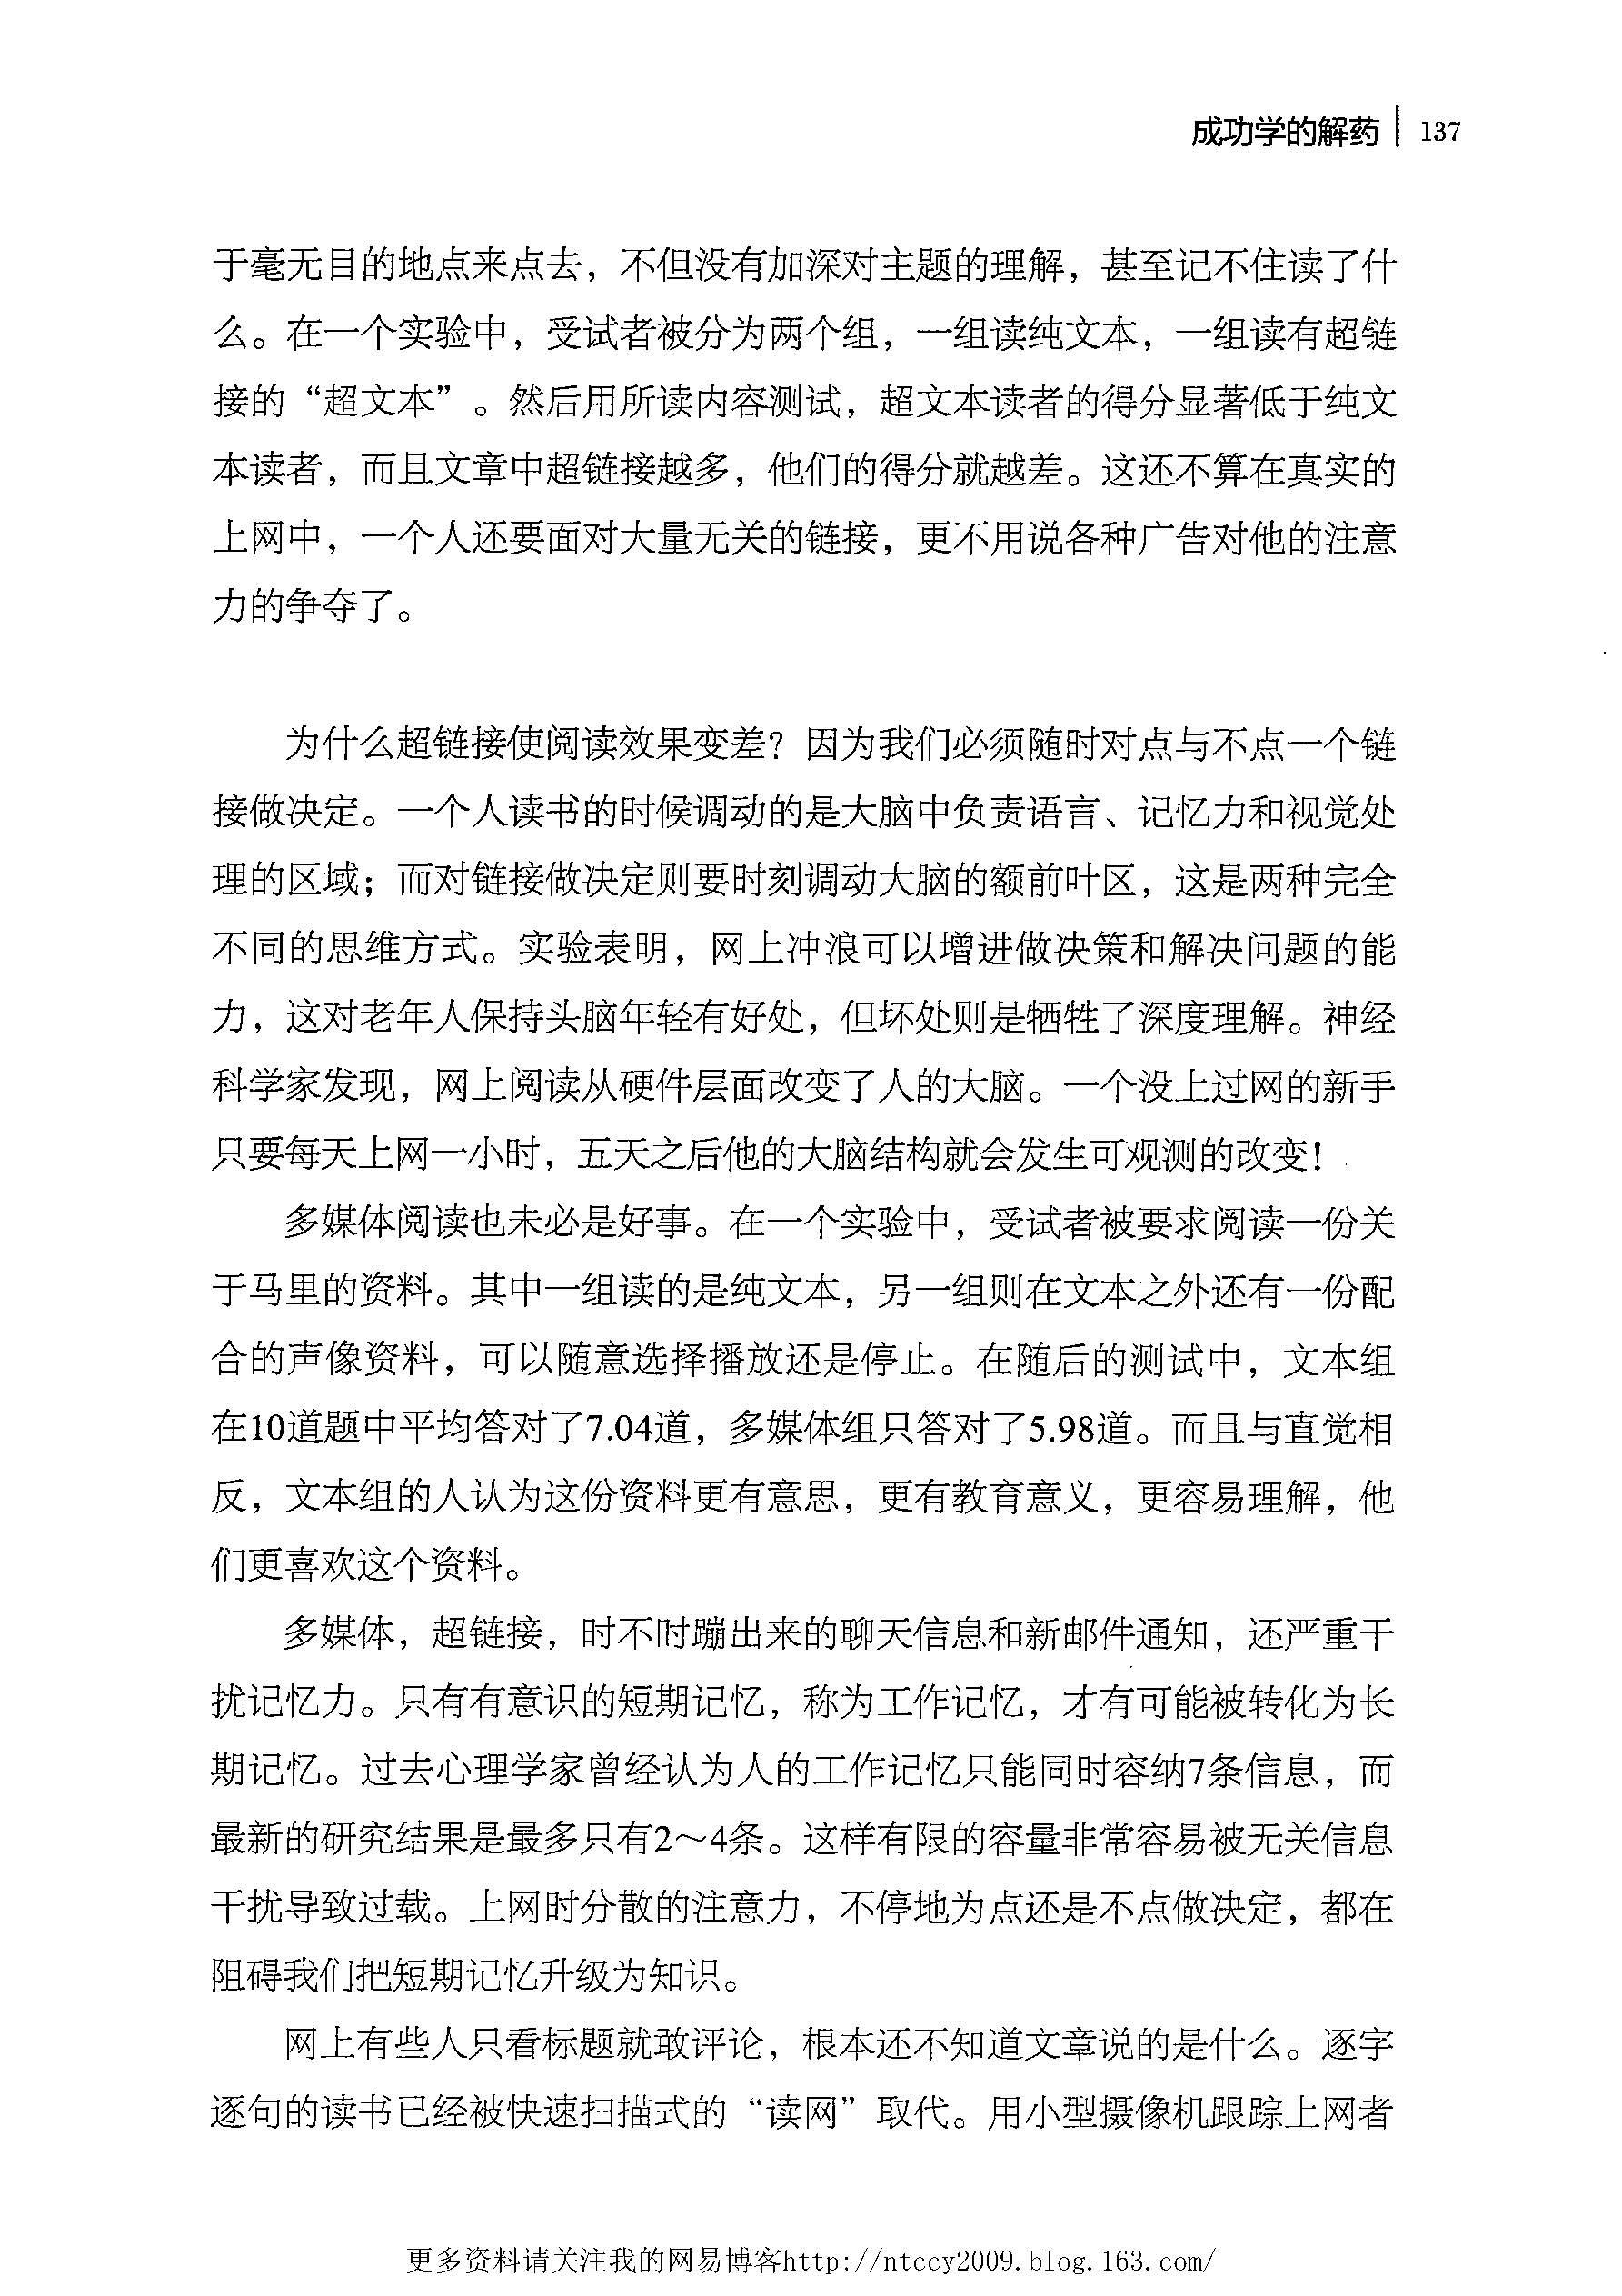 成功学的解药 137
于毫无目的地点来点去，不但没有加深对主题的理解，甚至记不住读了什
么。在一个实验中，受试者被分为两个组，一组读纯文本，一组读有超链
接的“超文本”。然后用所读内容测试，超文本读者的得分显著低于纯文
本读者，而且文章中超链接越多，他们的得分就越差。这还不算在真实的
上网中，一个人还要面对大量无关的链接，更不用说各种广告对他的注意
力的争夺了。
为什么超链接使阅读效果变差？因为我们必须随时对点与不点一个链
接做决定。一个人读书的时候调动的是大脑中负责语言、记忆力和视觉处
理的区域；而对链接做决定则要时刻调动大脑的额前叶区，这是两种完全
不同的思维方式。实验表明，网上冲浪可以增进做决策和解决问题的能
力，这对老年人保持头脑年轻有好处，但坏处则是牺牲了深度理解。神经
科学家发现，网上阅读从硬件层面改变了人的大脑。一个没上过网的新手
只要每天上网一小时，五天之后他的大脑结构就会发生可观测的改变！
多媒体阅读也未必是好事。在一个实验中，受试者被要求阅读一份关
于马里的资料。其中一组读的是纯文本，另一组则在文本之外还有一份配
合的声像资料，可以随意选择播放还是停止。在随后的测试中，文本组
在10道题中平均答对了7.04道，多媒体组只答对了5.98道。而且与直觉相
反，文本组的人认为这份资料更有意思，更有教育意义，更容易理解，他
们更喜欢这个资料。
多媒体，超链接，时不时蹦出来的聊天信息和新邮件通知，还严重干
扰记忆力。只有有意识的短期记忆，称为工作记忆，才有可能被转化为长
期记忆。过去心理学家曾经认为人的工作记忆只能同时容纳7条信息，而
最新的研究结果是最多只有2～4条。这样有限的容量非常容易被无关信息
干扰导致过载。上网时分散的注意力，不停地为点还是不点做决定，都在
阻碍我们把短期记忆升级为知识。
网上有些人只看标题就敢评论，根本还不知道文章说的是什么。逐字
逐句的读书已经被快速扫描式的“读网”取代。用小型摄像机跟踪上网者
更多资料请关注我的网易博客http://ntccy2009.blog.163.com/